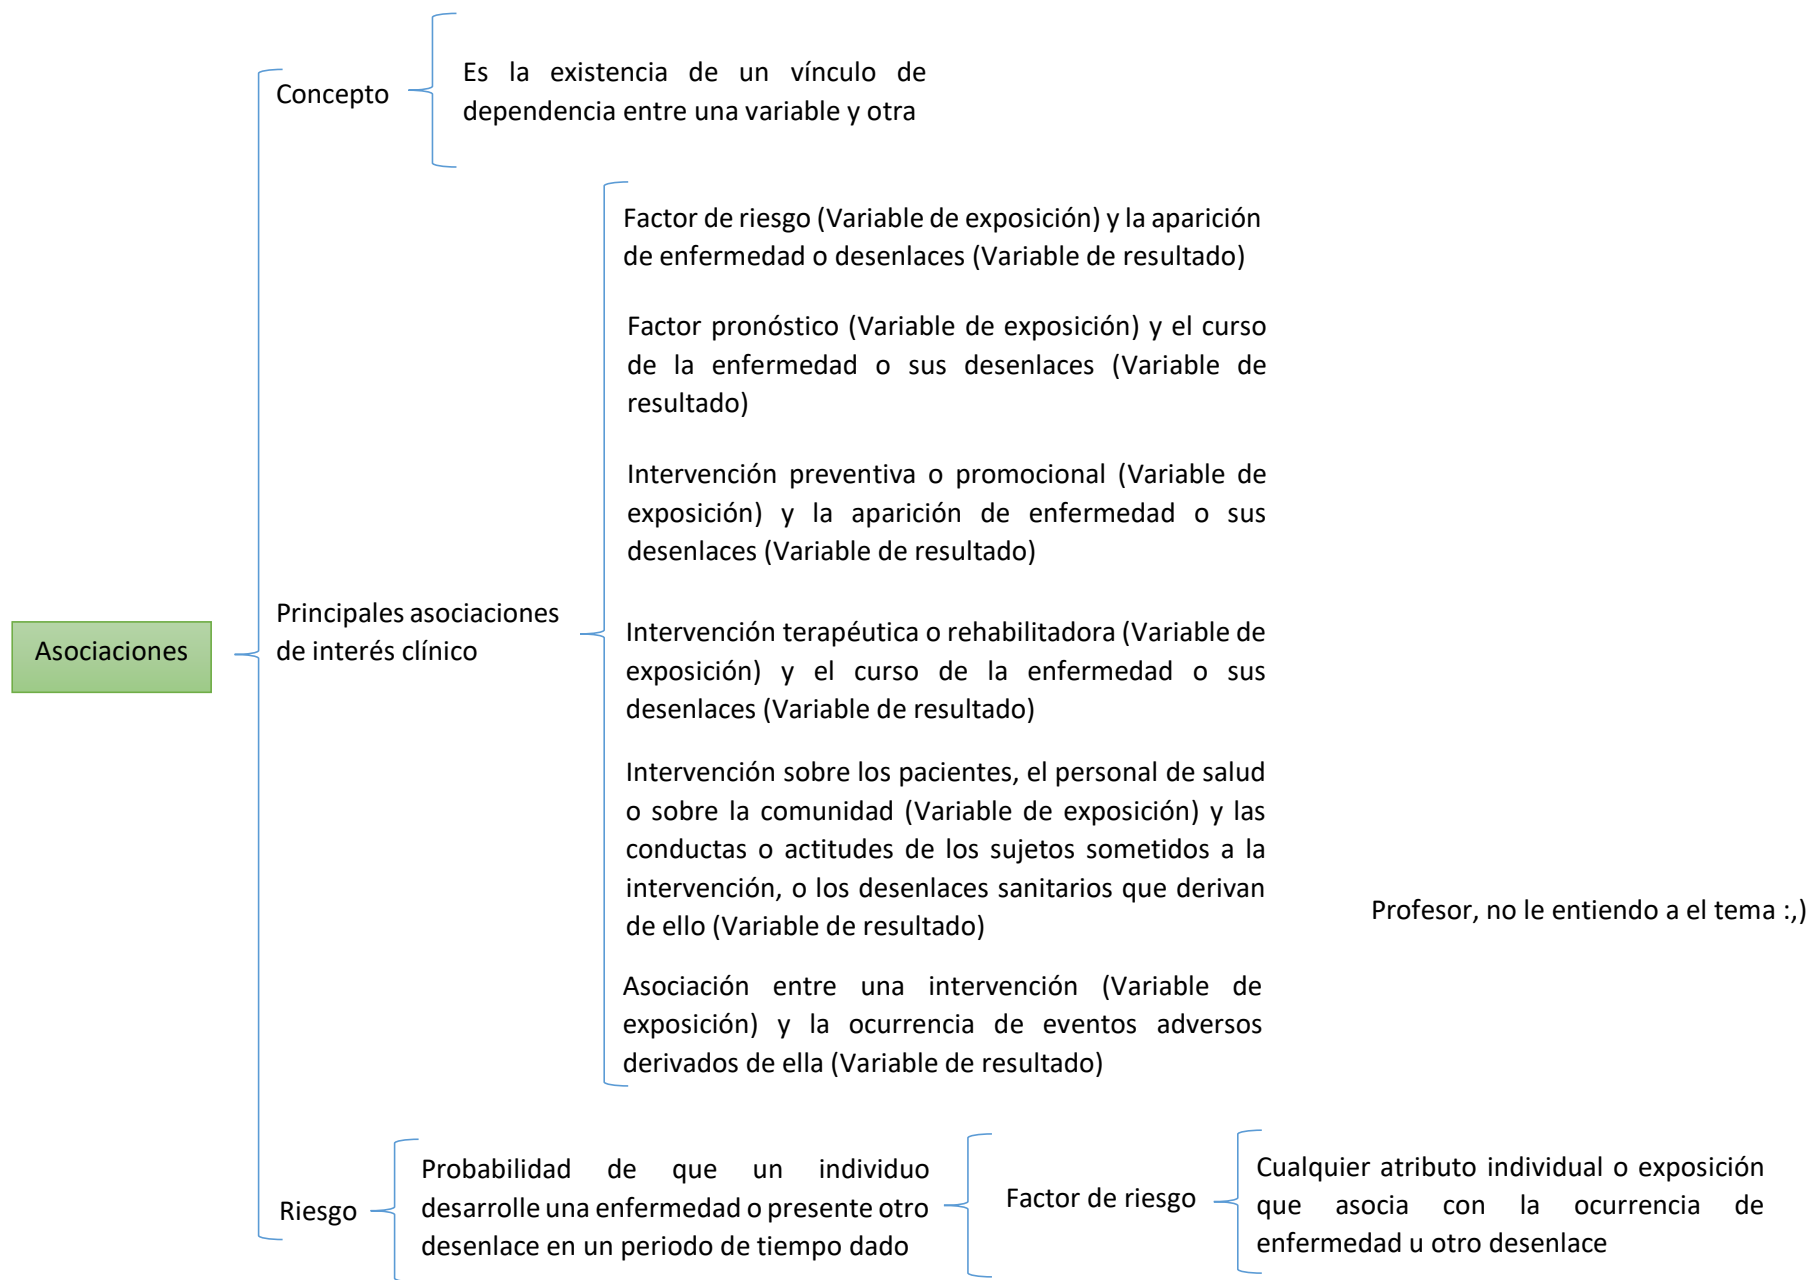 Concepto
Es la existencia de un vínculo de
dependencia entre una variable y otra
Asociaciones
Principales asociaciones
de interés clínico
Factor de riesgo (Variable de exposición) y la aparición
de enfermedad o desenlaces (Variable de resultado)
Factor pronóstico (Variable de exposición) y el curso
de la enfermedad o sus desenlaces (Variable de
resultado)
Intervención preventiva o promocional (Variable de
exposición) y la aparición de enfermedad o sus
desenlaces (Variable de resultado)
Intervención terapéutica o rehabilitadora (Variable de
exposición) y el curso de la enfermedad o sus
desenlaces (Variable de resultado)
Intervención sobre los pacientes, el personal de salud
o sobre la comunidad (Variable de exposición) y las
conductas o actitudes de los sujetos sometidos a la
intervención, o los desenlaces sanitarios que derivan
de ello (Variable de resultado)
Profesor, no le entiendo a el tema :,)
Asociación entre una intervención (Variable de
exposición) y la ocurrencia de eventos adversos
derivados de ella (Variable de resultado)
Riesgo
Probabilidad de que un individuo
desarrolle una enfermedad o presente otro
desenlace en un periodo de tiempo dado
Factor de riesgo
Cualquier atributo individual o exposición
que asocia con la ocurrencia de
enfermedad u otro desenlace